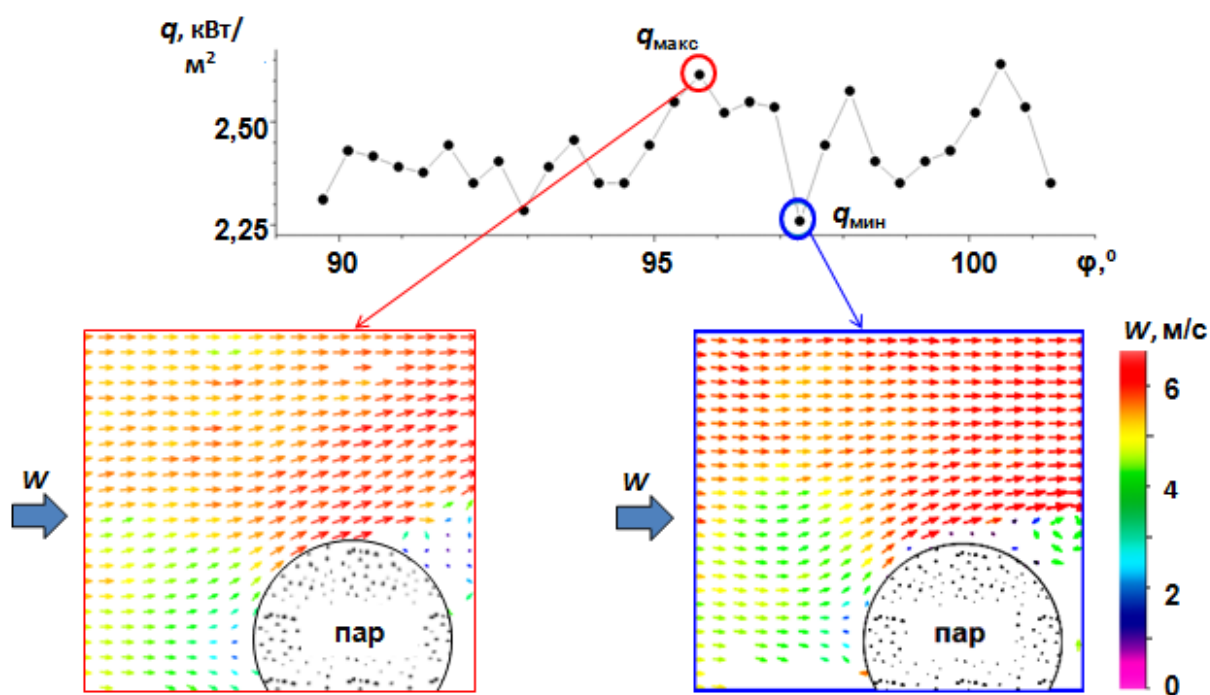 q, кВт/
м²
qмакс
2,50
2,25
qмин
90
95
100
φ,⁰
W, м/с
6
4
2
0
W
W
пар
пар